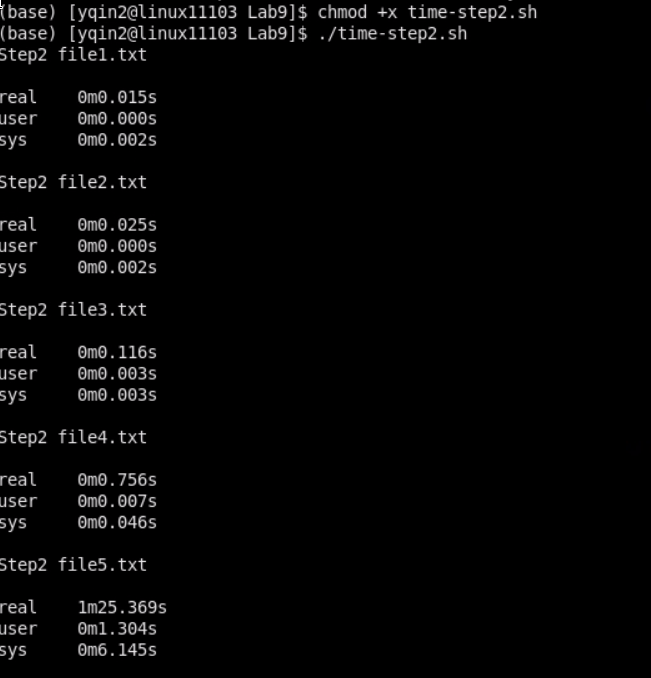 (base) [yqin2@linux11103 Lab9]$ chmod +x time-step2.sh
(base) [yqin2@linux11103 Lab9]$ ./time-step2.sh
Step2 file1.txt
real 0m0.015s
user 0m0.000s
sys 0m0.002s
Step2 file2.txt
real 0m0.025s
user 0m0.000s
sys 0m0.002s
Step2 file3.txt
real 0m0.116s
user 0m0.003s
sys 0m0.003s
Step2 file4.txt
real 0m0.756s
user 0m0.007s
sys 0m0.046s
Step2 file5.txt
real 1m25.369s
user 0m1.304s
sys 0m6.145s